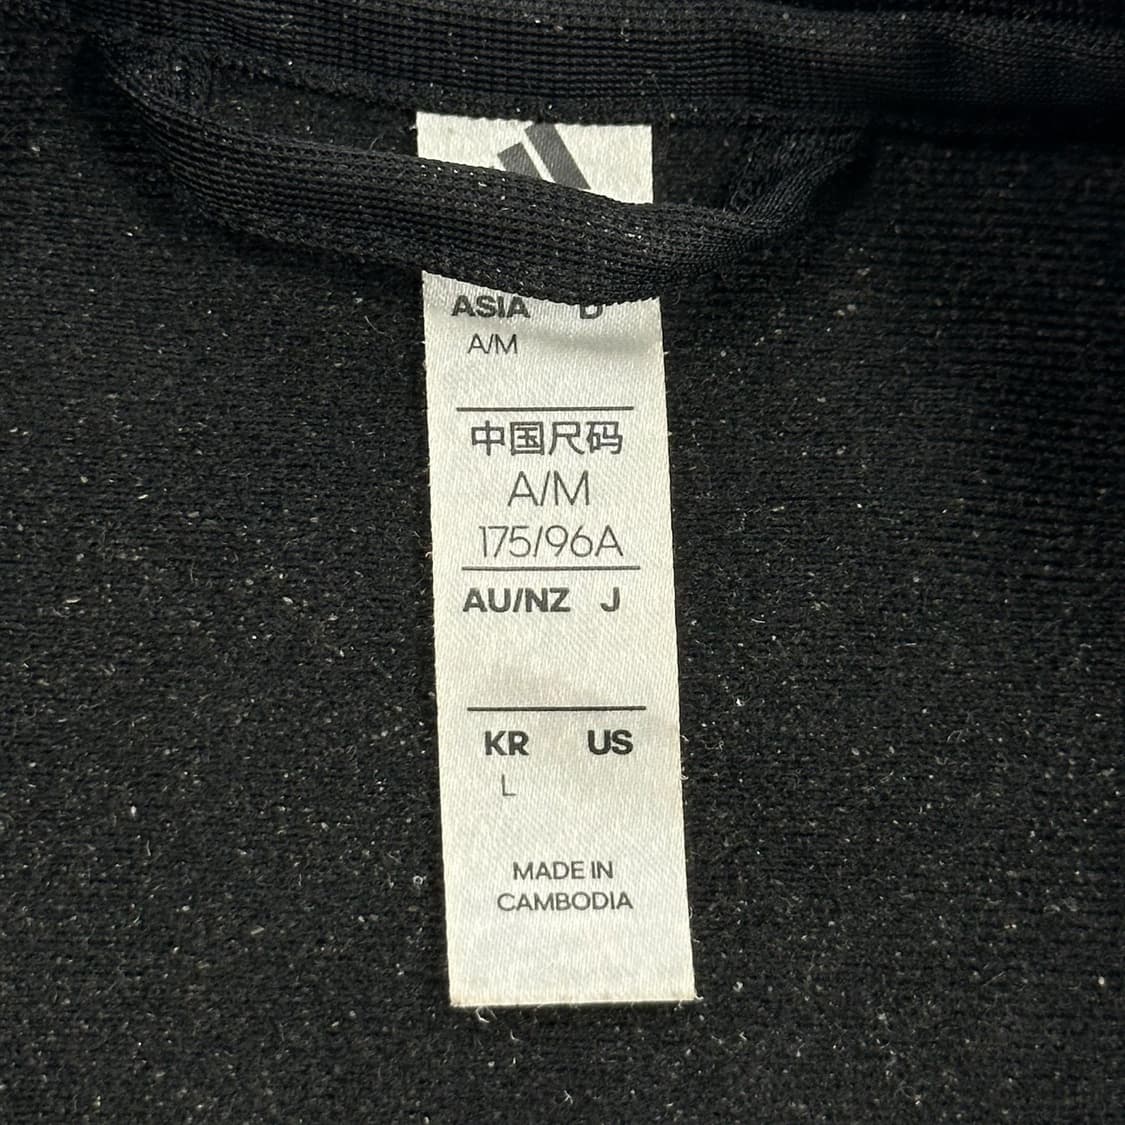 ASIA D
A/M
中国尺码
A/M
175/96A
AU/NZ J
KR US
L
MADE IN
CAMBODIA